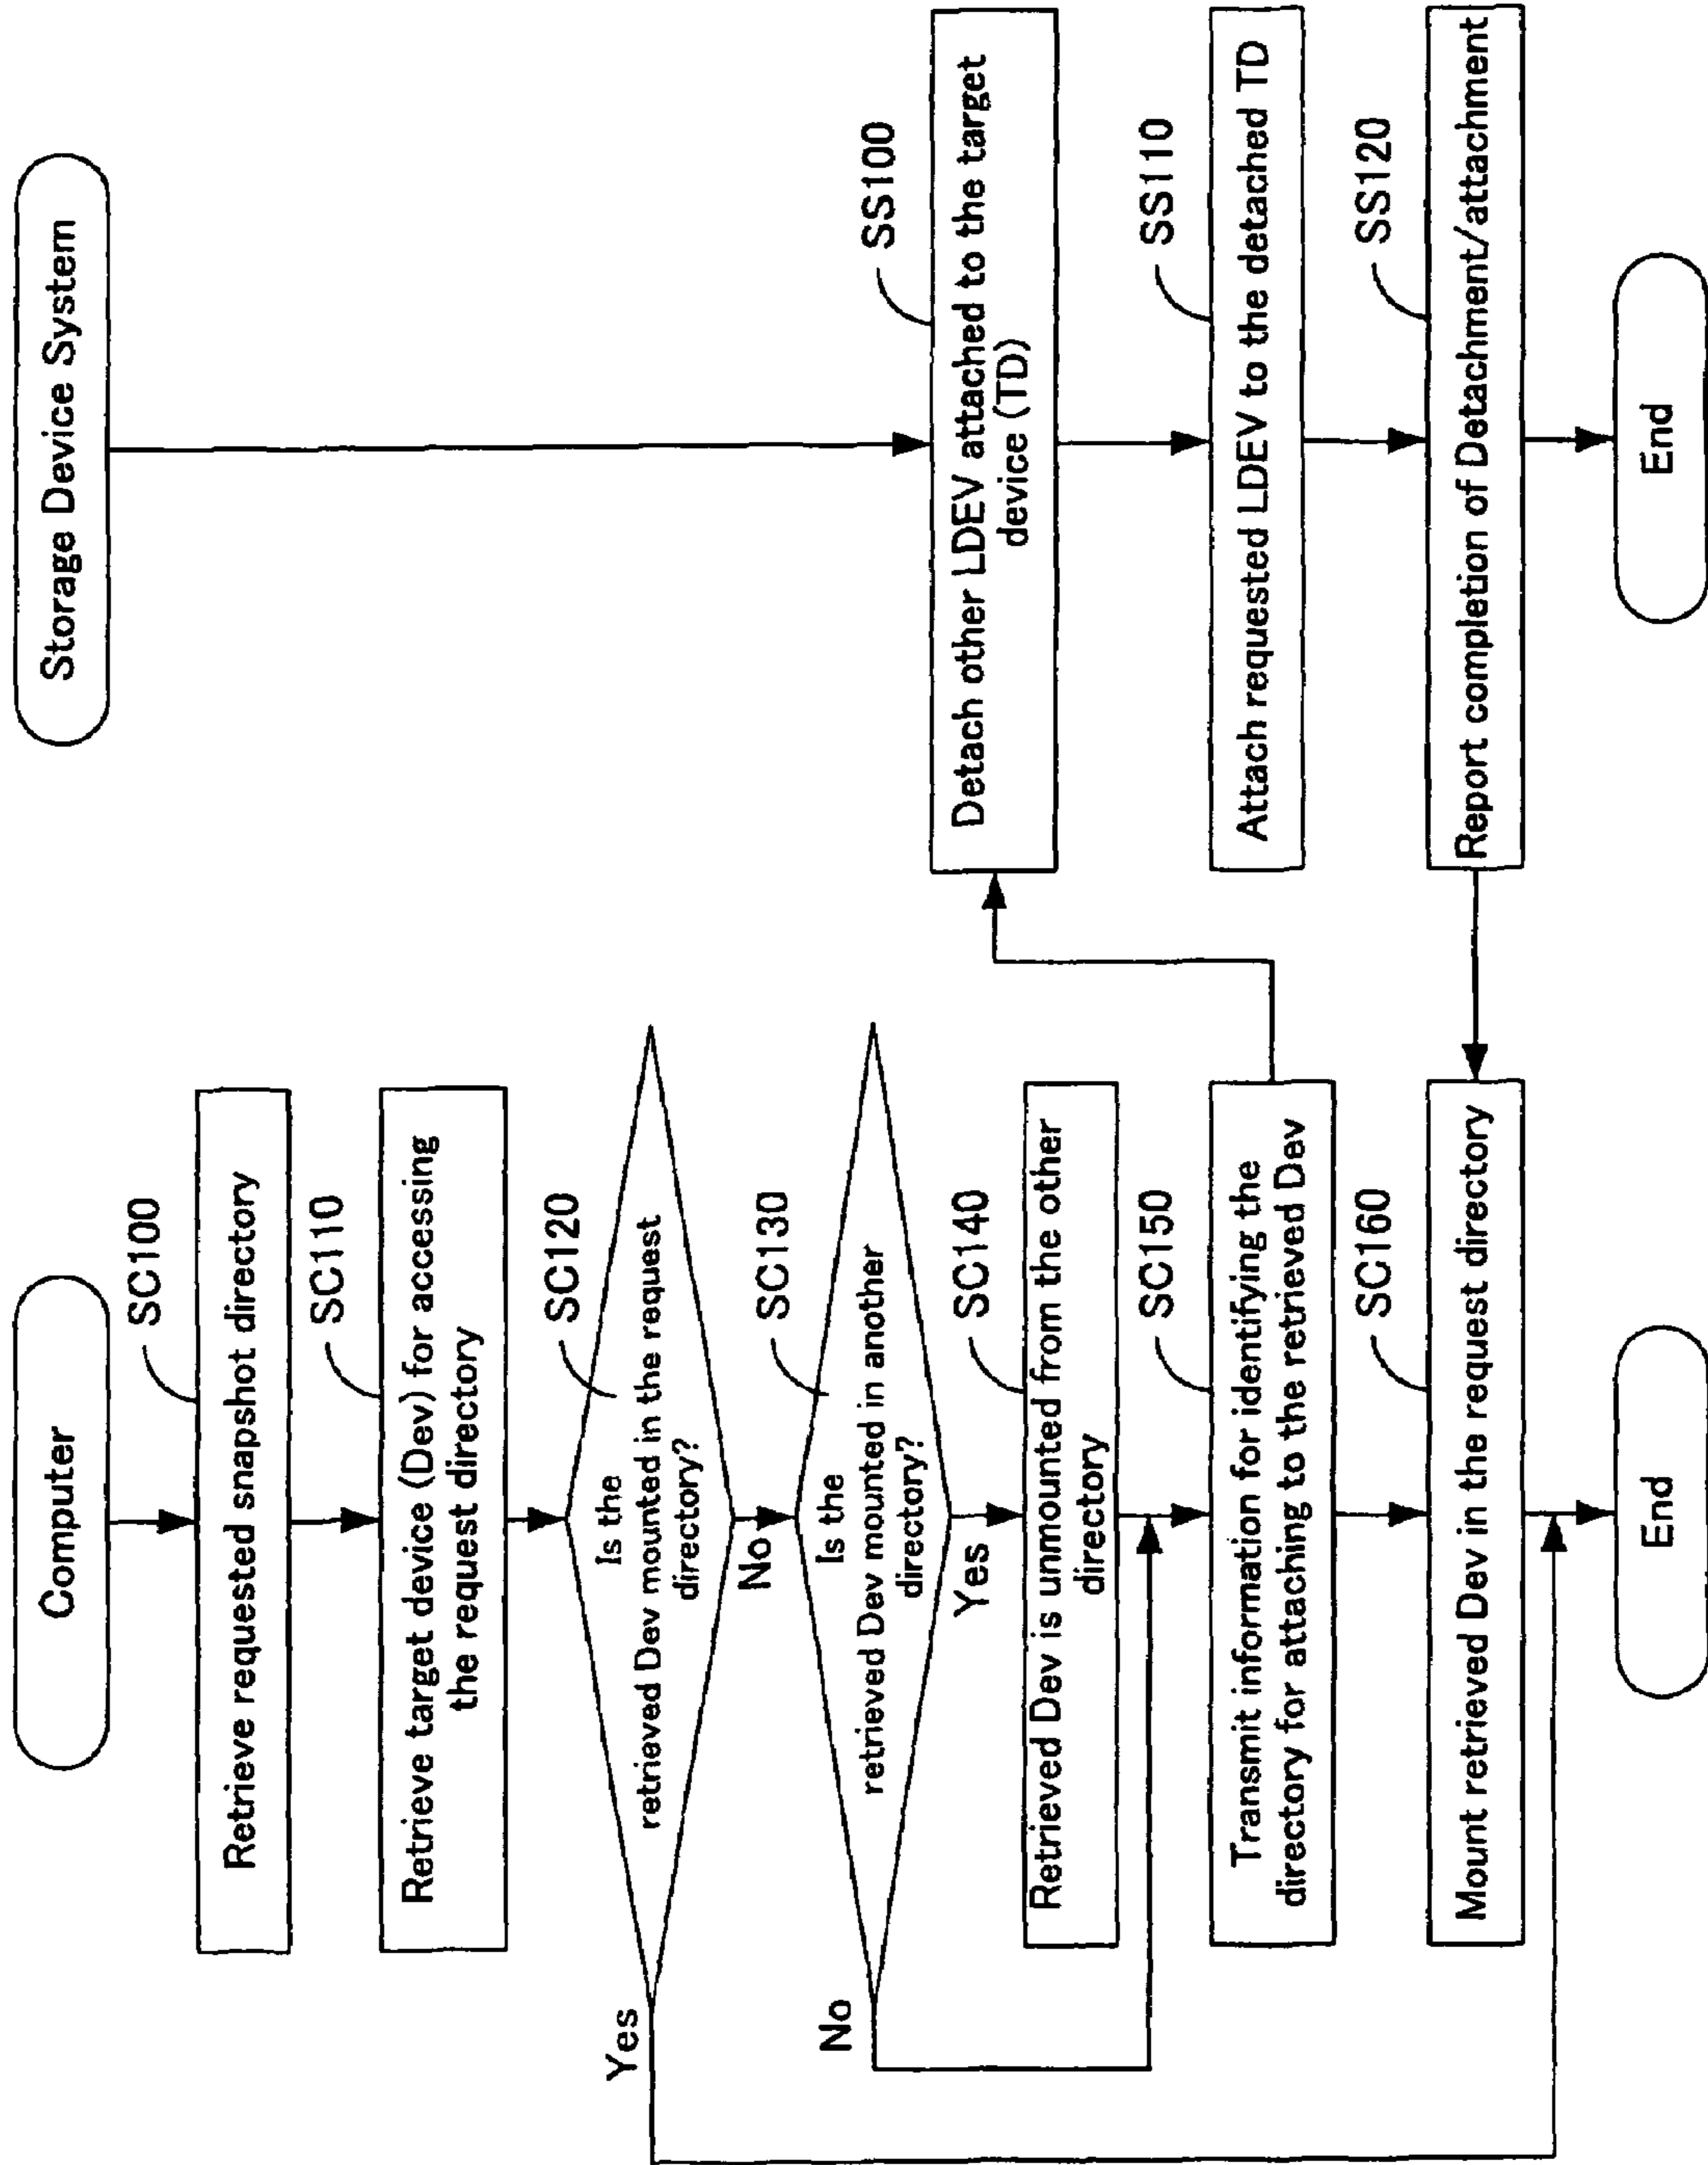 Computer
SC100
Retrieve requested snapshot directory
SC110
Retrieve target device (Dev) for accessing
the request directory
SC120
Is the
retrieved Dev mounted in the request
directory?
Yes
No
SC130
Is the
retrieved Dev mounted in another
directory?
No
Yes
SC140
Retrieved Dev is unmounted from the other
directory
SC150
Transmit information for identifying the
directory for attaching to the retrieved Dev
SC160
Mount retrieved Dev in the request directory
End
Storage Device System
SS100
Detach other LDEV attached to the target
device (TD)
SS110
Attach requested LDEV to the detached TD
SS120
Report completion of Detachment/attachment
End